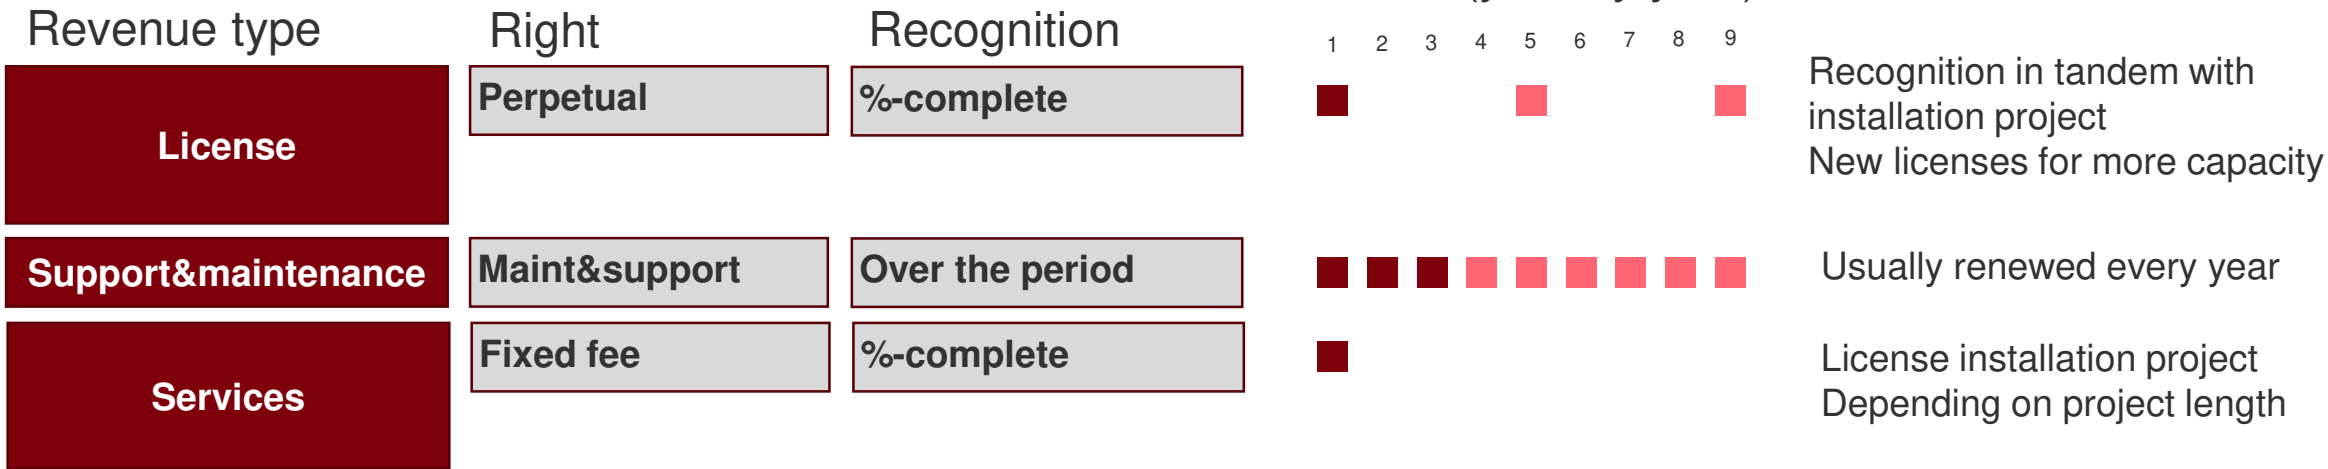 Revenue type
Right
Recognition
1 2 3 4 5 6 7 8 9
License
Perpetual
%-complete
Recognition in tandem with
installation project
New licenses for more capacity
Support&maintenance
Maint&support
Over the period
Usually renewed every year
Services
Fixed fee
%-complete
License installation project
Depending on project length